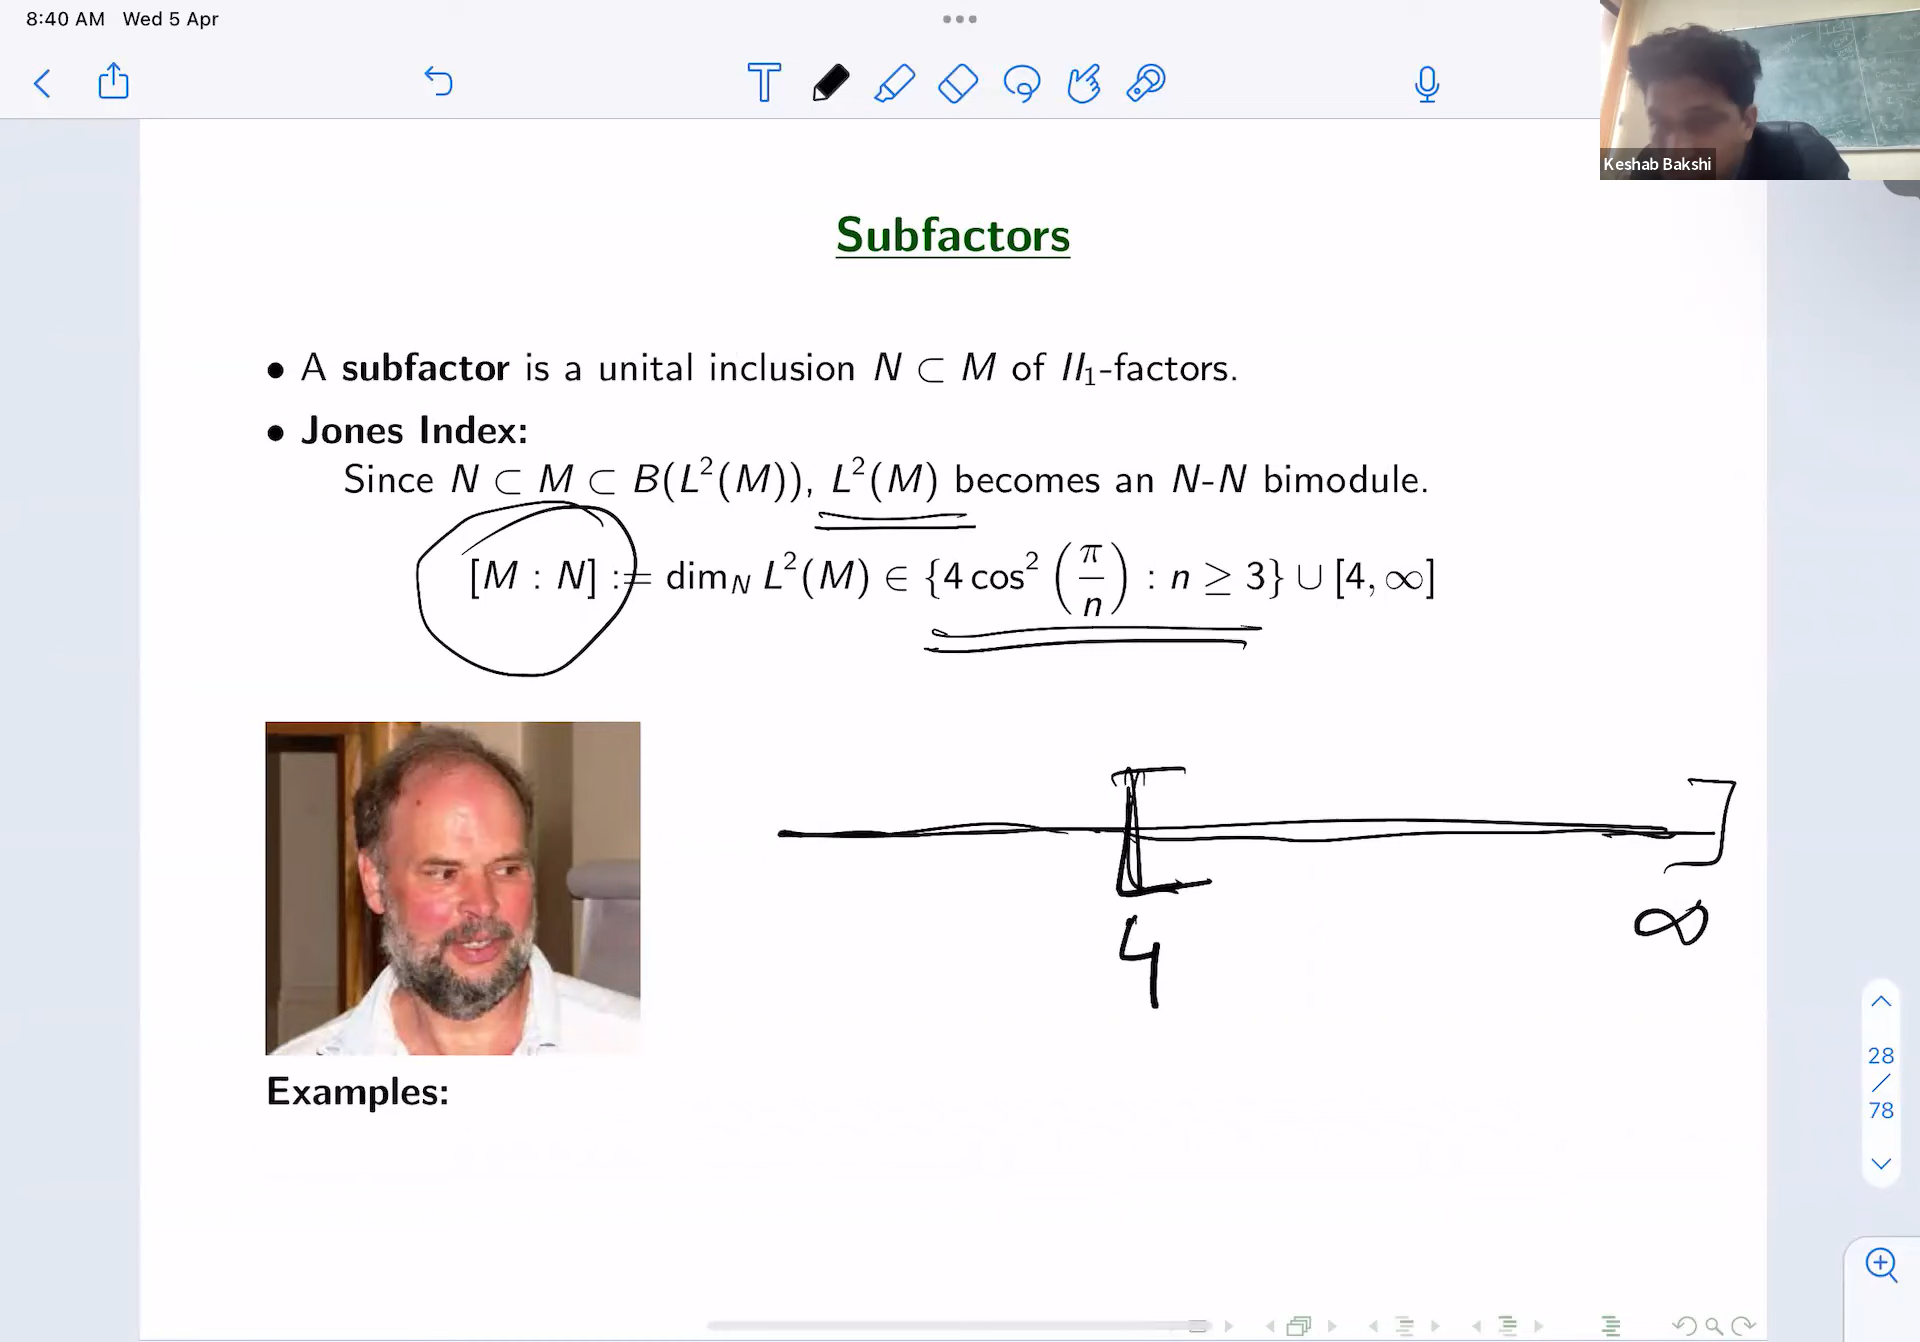 8:40 AM Wed 5 Apr
Keshab Bakshi
Subfactors
• A subfactor is a unital inclusion N ⊂ M of II₁-factors.
• Jones Index:
Since N ⊂ M ⊂ B(L²(M)), L²(M) becomes an N-N bimodule.
[M : N] := dim_N L²(M) ∈ {4 cos² (π/n) : n ≥ 3} ∪ [4, ∞]
[ ]
4 ∞
Examples:
28
/
78